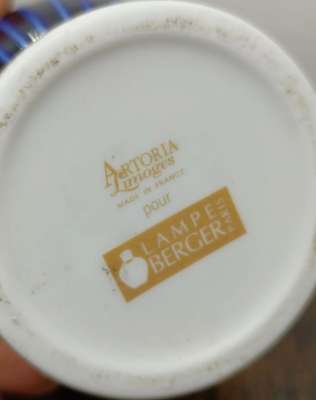 ARTORIA
Limoges
MADE IN FRANCE
pour
LAMPE
BERGER
PARIS